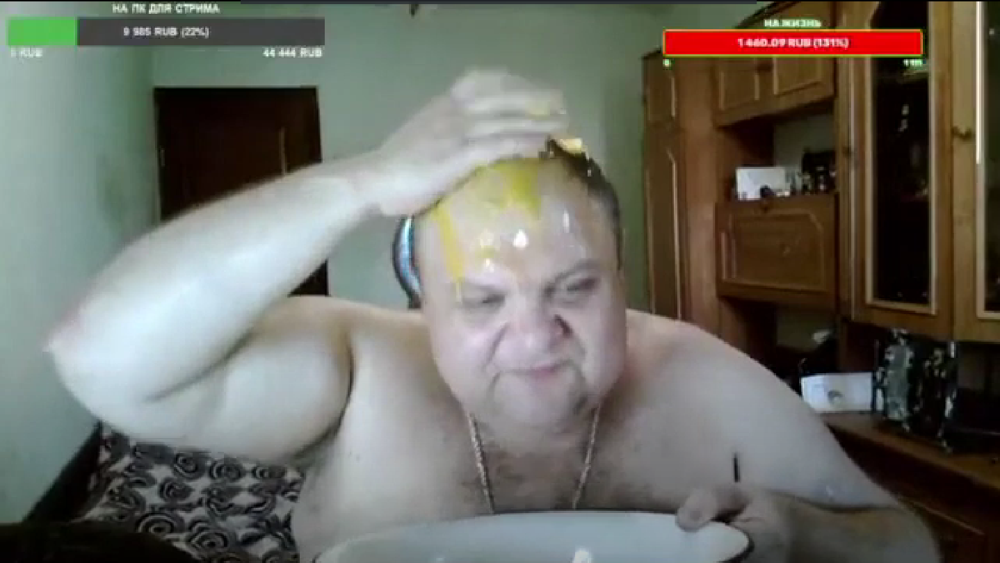 НА ПК ДЛЯ СТРИМА
9 985 RUB (22%)
44 444 RUB
НА ЖИЗНЬ
1 460.09 RUB (131%)